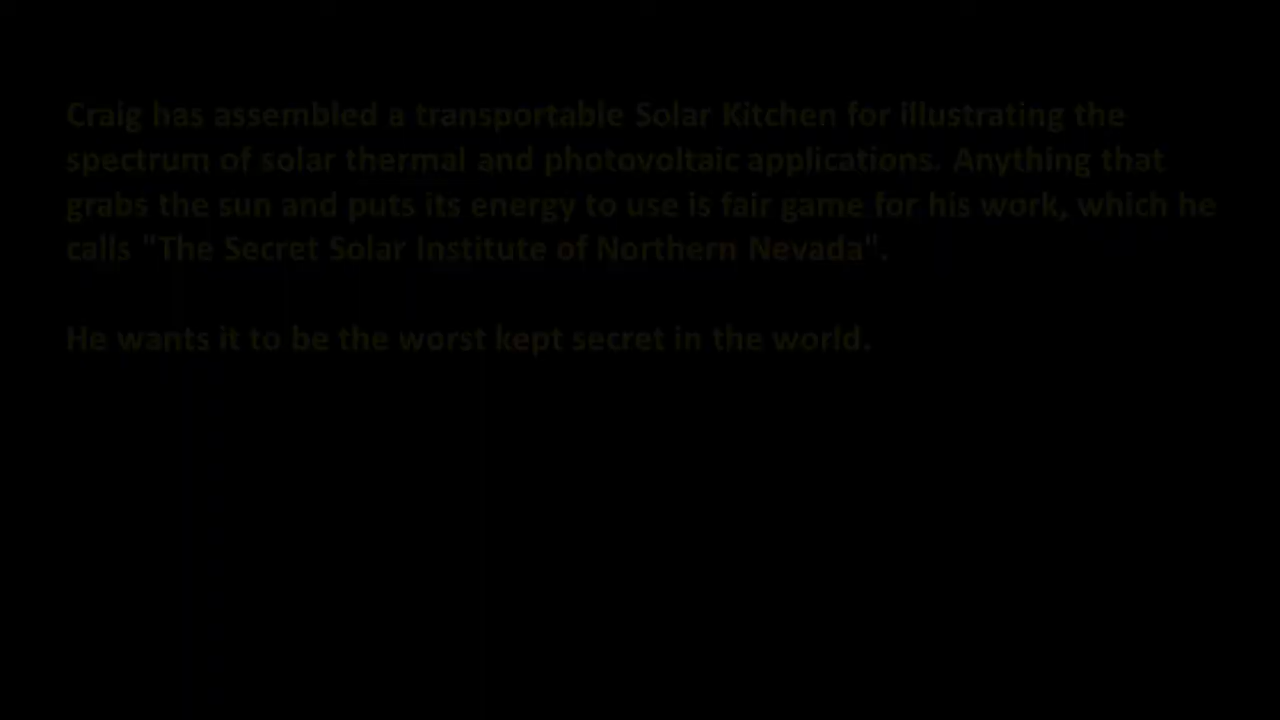 Craig has assembled a transportable Solar Kitchen for illustrating the
spectrum of solar thermal and photovoltaic applications. Anything that
grabs the sun and puts its energy to use is fair game for his work, which he
calls "The Secret Solar Institute of Northern Nevada".
He wants it to be the worst kept secret in the world.